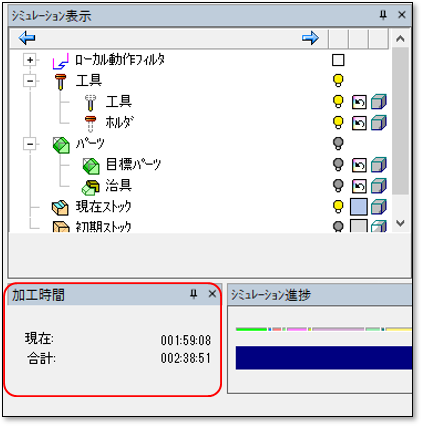 シミュレーション表示
ローカル動作フィルタ
工具
工具
ホルダ
パーツ
目標パーツ
治具
現在ストック
初期ストック
加工時間
シミュレーション進捗
現在: 001:59:08
合計: 002:38:51